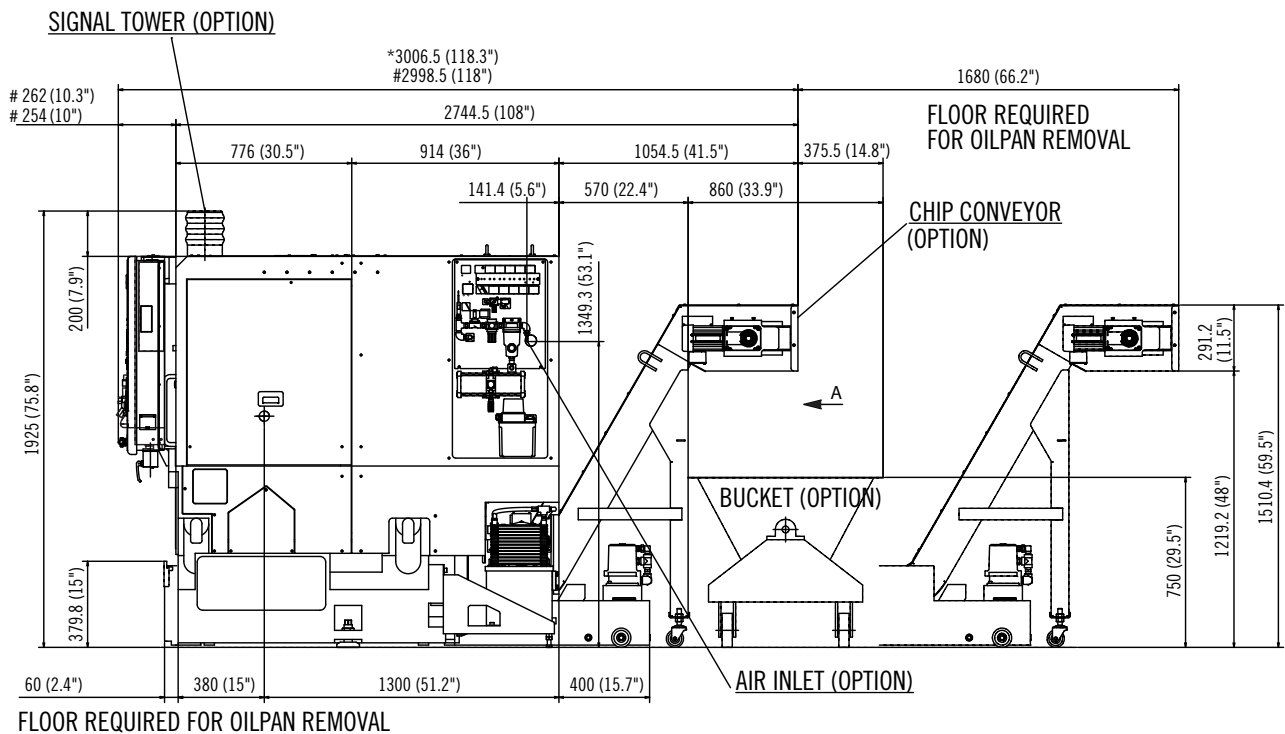 SIGNAL TOWER (OPTION)
*3006.5 (118.3")
#2998.5 (118")
1680 (66.2")
# 262 (10.3")
# 254 (10")
2744.5 (108")
FLOOR REQUIRED
FOR OILPAN REMOVAL
776 (30.5")
914 (36")
1054.5 (41.5")
375.5 (14.8")
141.4 (5.6")
570 (22.4")
860 (33.9")
CHIP CONVEYOR
(OPTION)
200 (7.9")
1349.3 (53.1")
291.2
(11.5")
A
1925 (75.8")
BUCKET (OPTION)
1510.4 (59.5")
1219.2 (48")
750 (29.5")
379.8 (15")
60 (2.4")
380 (15")
1300 (51.2")
400 (15.7")
AIR INLET (OPTION)
FLOOR REQUIRED FOR OILPAN REMOVAL